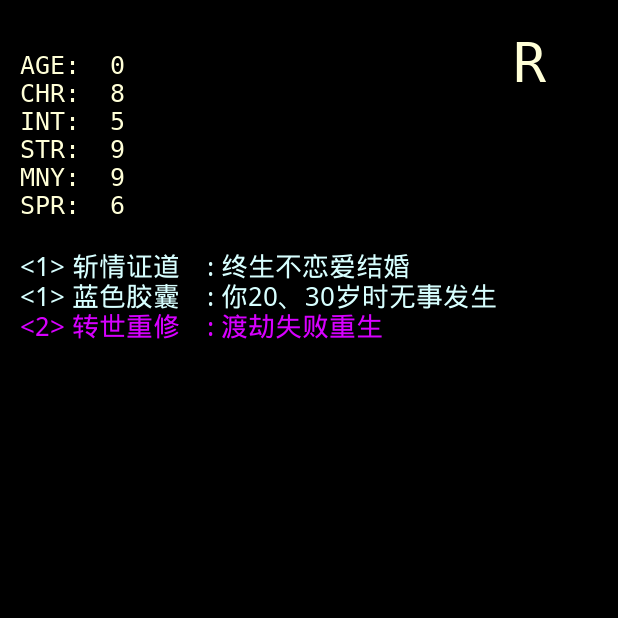 R
AGE: 0
CHR: 8
INT: 5
STR: 9
MNY: 9
SPR: 6
<1> 斩情证道 : 终生不恋爱结婚
<1> 蓝色胶囊 : 你20、30岁时无事发生
<2> 转世重修 : 渡劫失败重生